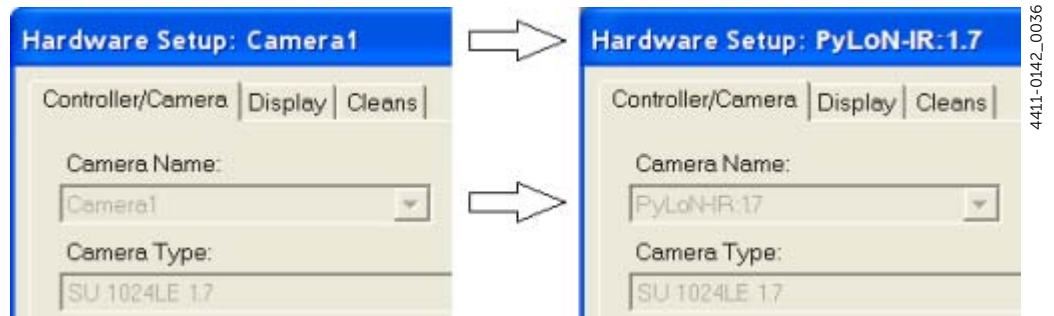 Hardware Setup: Camera1
Controller/Camera Display Cleans
Camera Name:
Camera1
Camera Type:
SU 1024LE 1.7
Hardware Setup: PyLoN-IR:1.7
Controller/Camera Display Cleans
Camera Name:
PyLoN-IR:1.7
Camera Type:
SU 1024LE 1.7
4411-0142_0036